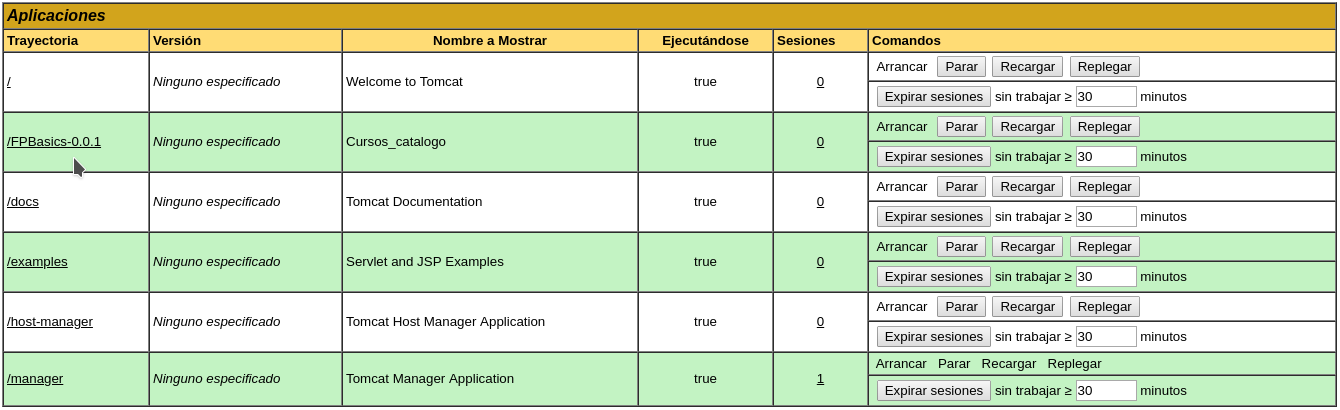 Aplicaciones
Trayectoria Versión Nombre a Mostrar Ejecutándose Sesiones Comandos
/ Ninguno especificado Welcome to Tomcat true 0 Arrancar Parar Recargar Replegar
Expirar sesiones sin trabajar ≥ 30 minutos
/FPBasics-0.0.1 Ninguno especificado Cursos_catalogo true 0 Arrancar Parar Recargar Replegar
Expirar sesiones sin trabajar ≥ 30 minutos
/docs Ninguno especificado Tomcat Documentation true 0 Arrancar Parar Recargar Replegar
Expirar sesiones sin trabajar ≥ 30 minutos
/examples Ninguno especificado Servlet and JSP Examples true 0 Arrancar Parar Recargar Replegar
Expirar sesiones sin trabajar ≥ 30 minutos
/host-manager Ninguno especificado Tomcat Host Manager Application true 0 Arrancar Parar Recargar Replegar
Expirar sesiones sin trabajar ≥ 30 minutos
/manager Ninguno especificado Tomcat Manager Application true 1 Arrancar Parar Recargar Replegar
Expirar sesiones sin trabajar ≥ 30 minutos